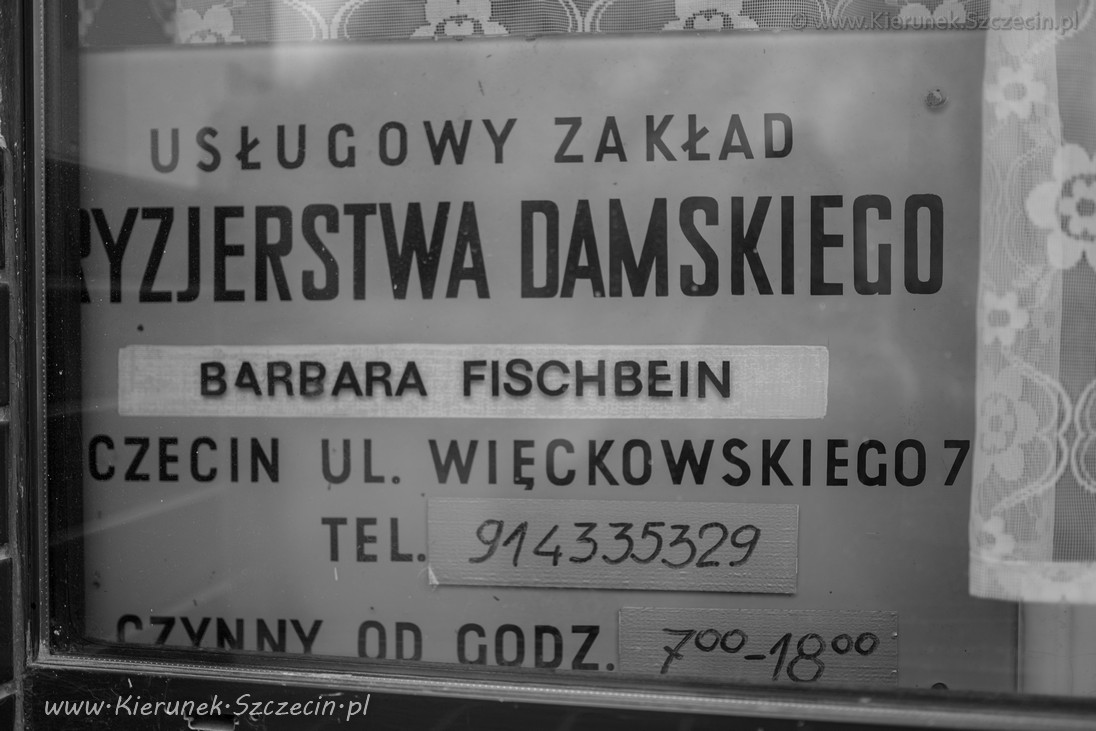 © www.Kierunek.Szczecin.pl
USŁUGOWY ZAKŁAD
RYZJERSTWA DAMSKIEGO
BARBARA FISCHBEIN
CZECIN UL. WIĘCKOWSKIEGO 7
TEL. 914335329
CZYNNY OD GODZ. 7⁰⁰-18⁰⁰
www.Kierunek.Szczecin.pl